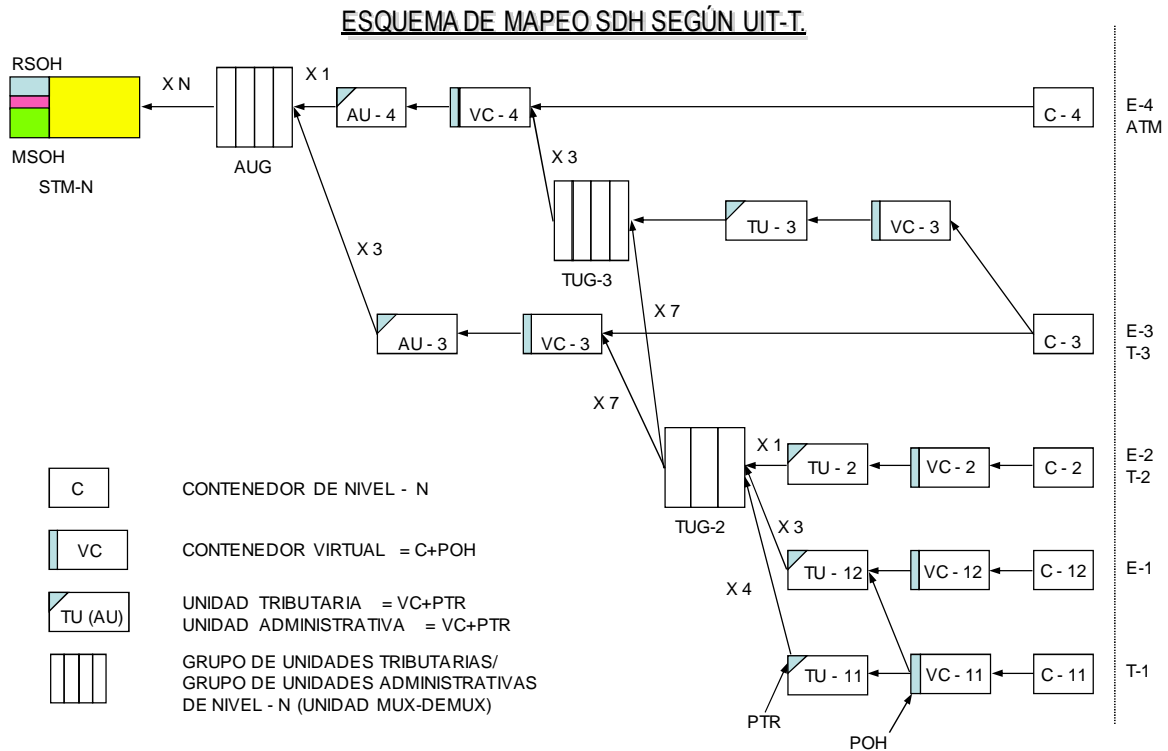 ESQUEMA DE MAPEO SDH SEGÚN UIT-T.
RSOH
MSOH
STM-N
X N
AUG
X 1
AU - 4
VC - 4
C - 4
E-4
ATM
X 3
TUG-3
TU - 3
VC - 3
X 3
X 7
AU - 3
VC - 3
C - 3
E-3
T-3
X 7
TUG-2
X 1
TU - 2
VC - 2
C - 2
E-2
T-2
X 3
TU - 12
VC - 12
C - 12
E-1
X 4
TU - 11
VC - 11
C - 11
T-1
PTR
POH
C
CONTENEDOR DE NIVEL - N
VC
CONTENEDOR VIRTUAL = C+POH
TU (AU)
UNIDAD TRIBUTARIA = VC+PTR
UNIDAD ADMINISTRATIVA = VC+PTR
GRUPO DE UNIDADES TRIBUTARIAS/
GRUPO DE UNIDADES ADMINISTRATIVAS
DE NIVEL - N (UNIDAD MUX-DEMUX)